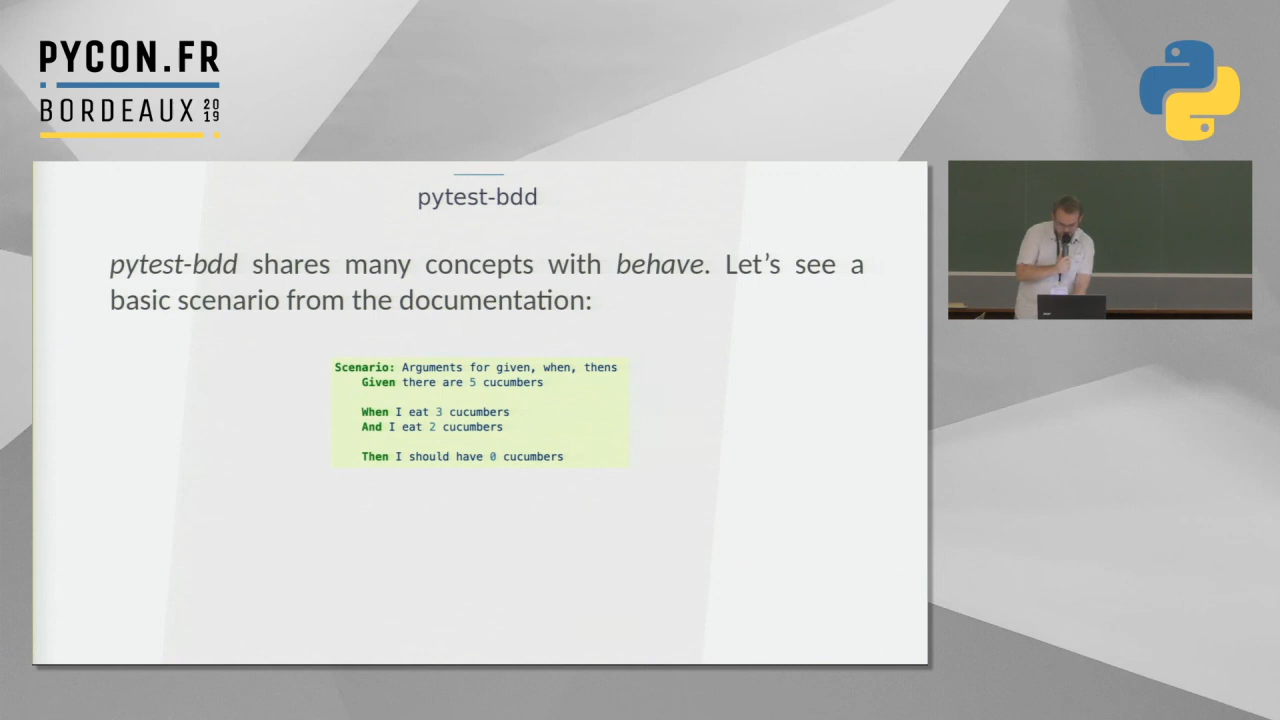 PYCON.FR
BORDEAUX 20 19
pytest-bdd
pytest-bdd shares many concepts with behave. Let’s see a
basic scenario from the documentation:
Scenario: Arguments for given, when, thens
Given there are 5 cucumbers
When I eat 3 cucumbers
And I eat 2 cucumbers
Then I should have 0 cucumbers